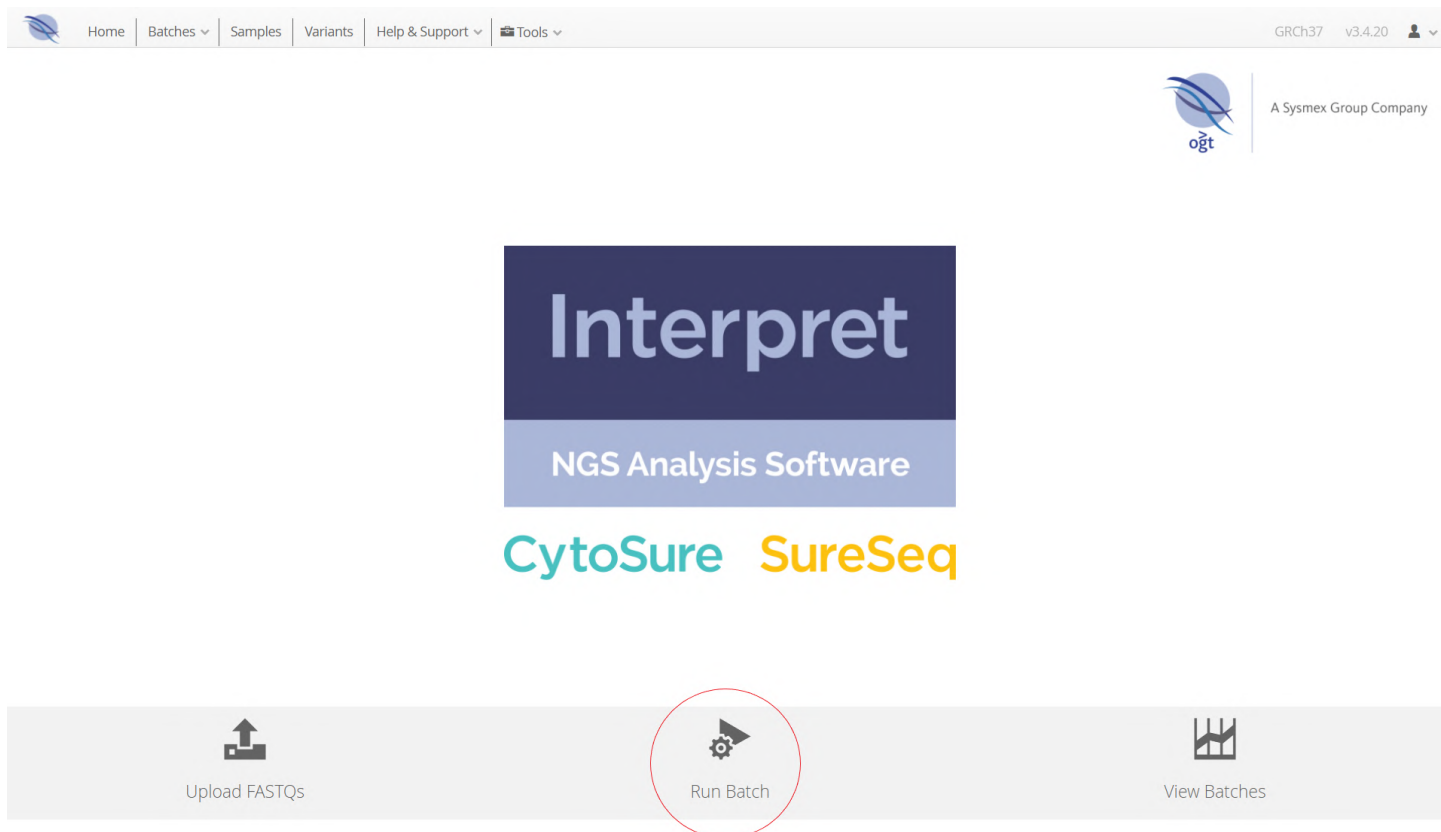 Home Batches Samples Variants Help & Support Tools GRCh37 v3.4.20
ogt
A Sysmex Group Company
Interpret
NGS Analysis Software
CytoSure SureSeq
Upload FASTQs Run Batch View Batches